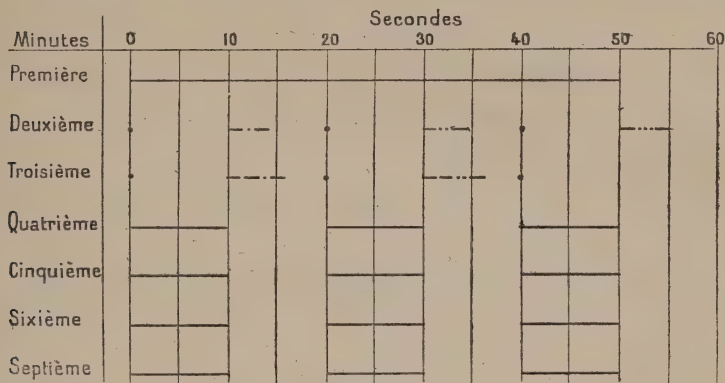 Secondes
Minutes 0 10 20 30 40 50 60
Première
Deuxième
Troisième
Quatrième
Cinquième
Sixième
Septième